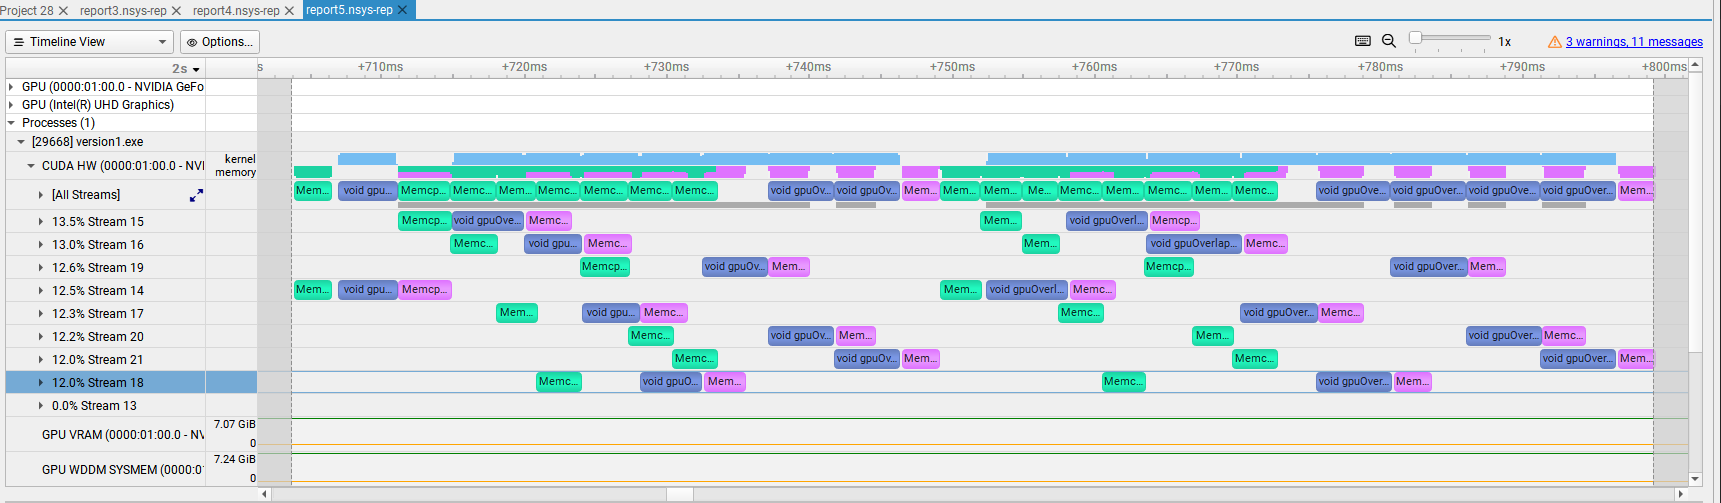 Project 28 report3.nsys-rep report4.nsys-rep report5.nsys-rep
Timeline View Options... 1x 3 warnings, 11 messages
2s s +710ms +720ms +730ms +740ms +750ms +760ms +770ms +780ms +790ms +800ms
GPU (0000:01:00.0 - NVIDIA GeFo
GPU (Intel(R) UHD Graphics)
Processes (1)
[29668] version1.exe
CUDA HW (0000:01:00.0 - NVI kernel
memory
[All Streams] Mem... void gpu... Memcp... Memc... Mem... Memc... Memc... Memc... Memc... void gpuOv... void gpuOv... Mem... Mem... Mem... Me... Memc... Mem... Memc... Mem... Memc... void gpuOve... void gpuOver... void gpuOver... void gpuOver... Mem...
13.5% Stream 15 Memcp... void gpuOve... Memc... Mem... void gpuOverl... Memcp...
13.0% Stream 16 Memc... void gpu... Memc... Mem... void gpuOverlap... Memc...
12.6% Stream 19 Memcp... void gpuOv... Mem... Memcp... void gpuOver... Mem...
12.5% Stream 14 Mem... void gpu... Memcp... Mem... void gpuOverl... Memc...
12.3% Stream 17 Mem... void gpu... Memc... Memc... void gpuOver... Mem...
12.2% Stream 20 Memc... void gpuOv... Mem... Mem... void gpuOver... Memc...
12.0% Stream 21 Memc... void gpuOv... Mem... Memc... void gpuOver... Mem...
12.0% Stream 18 Memc... void gpuO... Mem... Memc... void gpuOver... Mem...
0.0% Stream 13
GPU VRAM (0000:01:00.0 - NV 7.07 GiB
0
GPU WDDM SYSMEM (0000:0 7.24 GiB
0